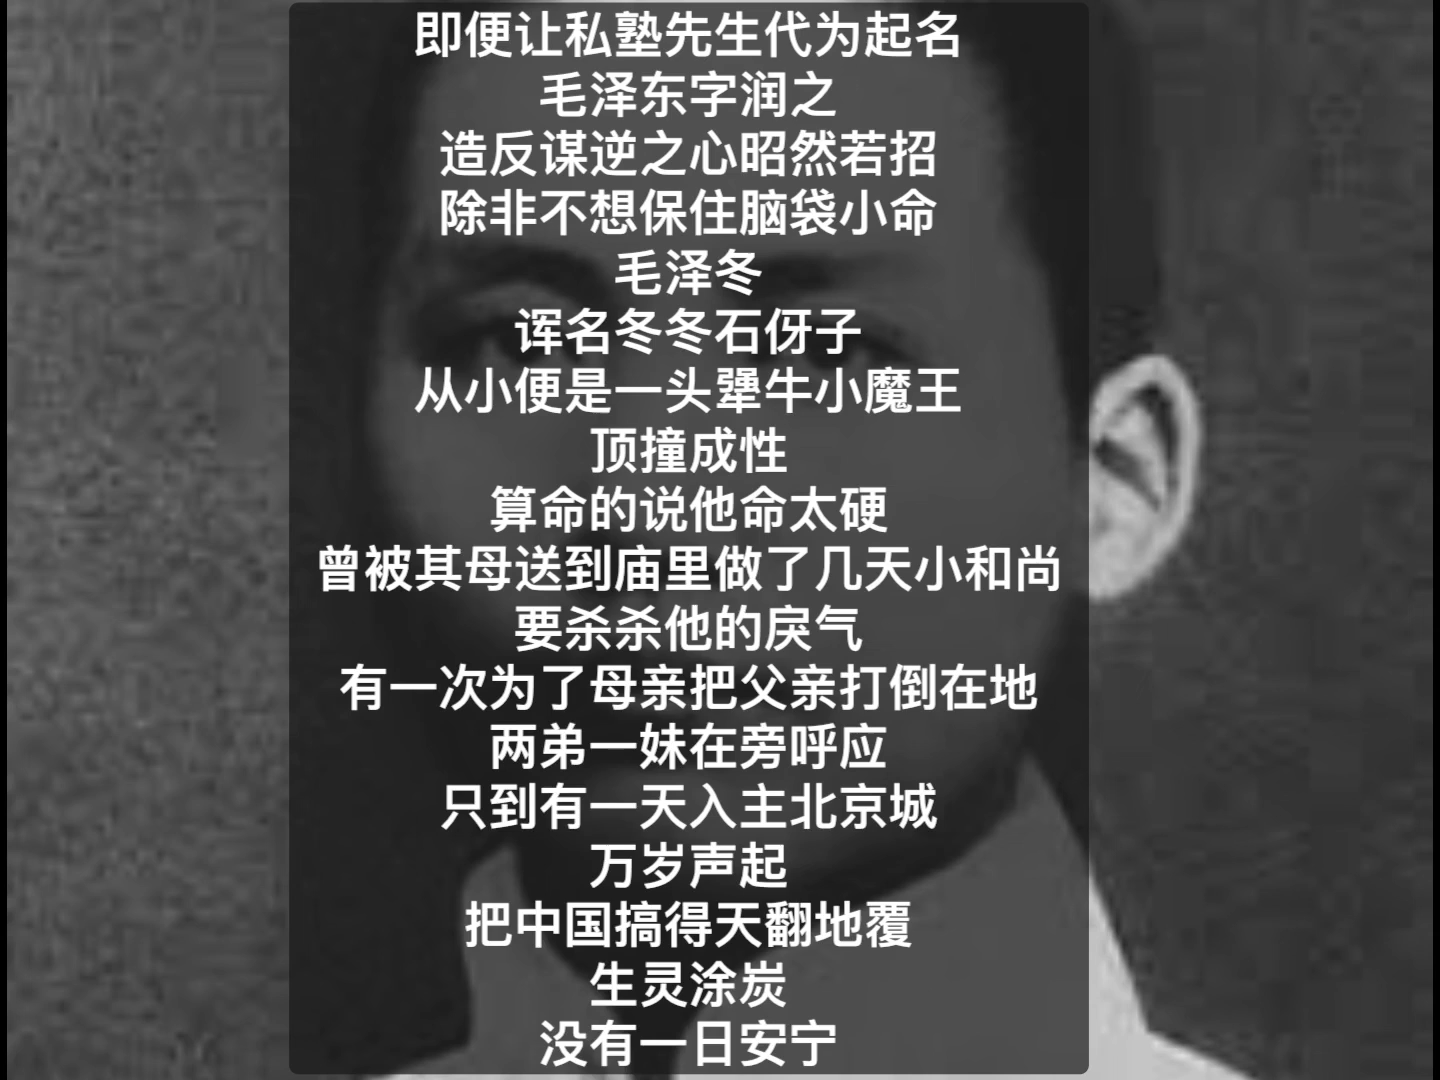 即便让私塾先生代为起名
毛泽东字润之
造反谋逆之心昭然若招
除非不想保住脑袋小命
毛泽冬
诨名冬冬石伢子
从小便是一头犟牛小魔王
顶撞成性
算命的说他命太硬
曾被其母送到庙里做了几天小和尚
要杀杀他的戾气
有一次为了母亲把父亲打倒在地
两弟一妹在旁呼应
只到有一天入主北京城
万岁声起
把中国搞得天翻地覆
生灵涂炭
没有一日安宁